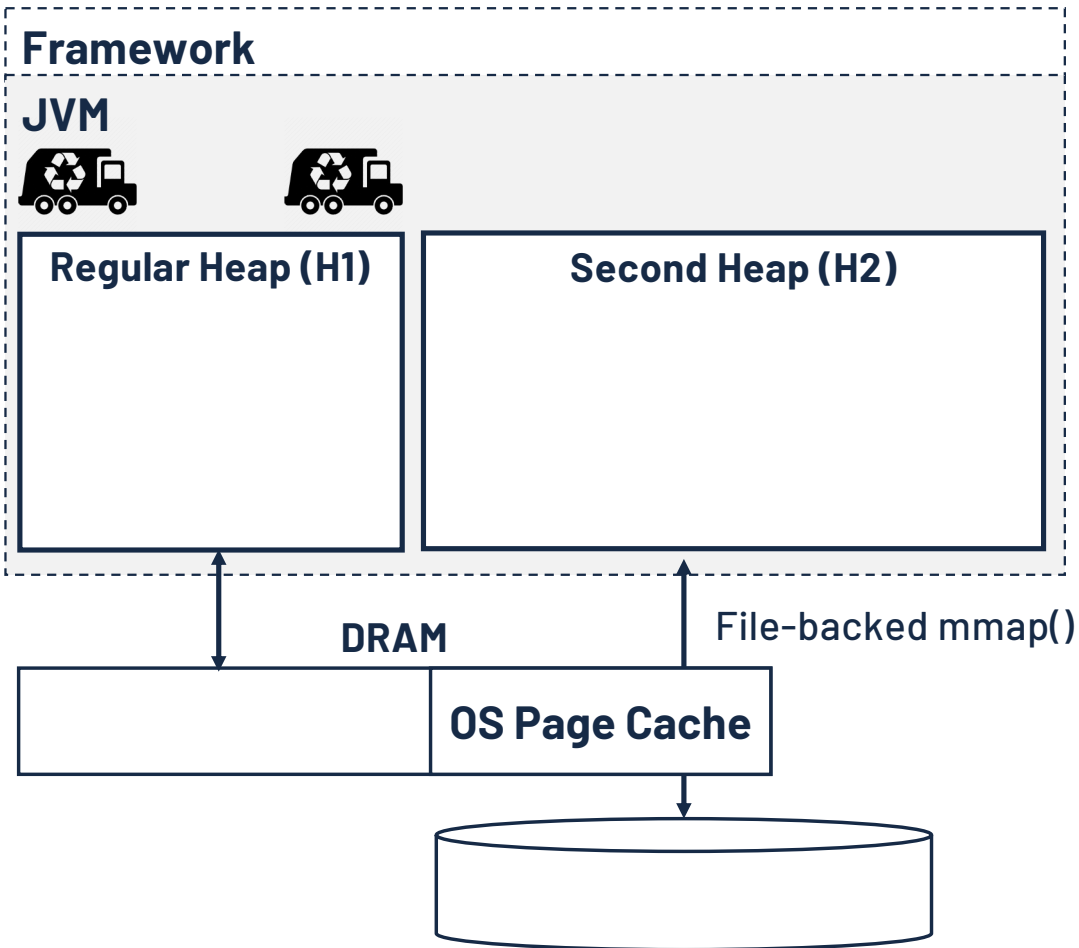 Framework
JVM
Regular Heap (H1)
Second Heap (H2)
DRAM
File-backed mmap()
OS Page Cache